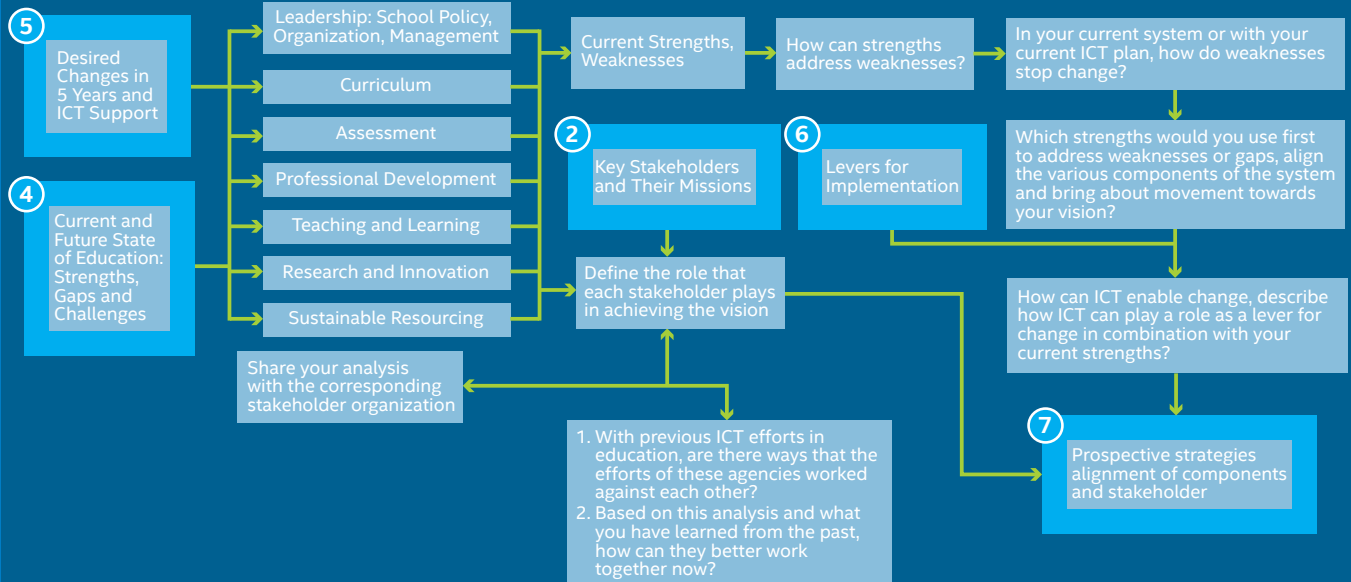 5
Desired
Changes in
5 Years and
ICT Support
4
Current and
Future State
of Education:
Strengths,
Gaps and
Challenges
Leadership: School Policy,
Organization, Management
Curriculum
Assessment
Professional Development
Teaching and Learning
Research and Innovation
Sustainable Resourcing
Share your analysis
with the corresponding
stakeholder organization
Current Strengths,
Weaknesses
How can strengths
address weaknesses?
In your current system or with your
current ICT plan, how do weaknesses
stop change?
2
Key Stakeholders
and Their Missions
6
Levers for
Implementation
Which strengths would you use first
to address weaknesses or gaps, align
the various components of the system
and bring about movement towards
your vision?
Define the role that
each stakeholder plays
in achieving the vision
How can ICT enable change, describe
how ICT can play a role as a lever for
change in combination with your
current strengths?
1. With previous ICT efforts in
education, are there ways that the
efforts of these agencies worked
against each other?
2. Based on this analysis and what
you have learned from the past,
how can they better work
together now?
7
Prospective strategies
alignment of components
and stakeholder